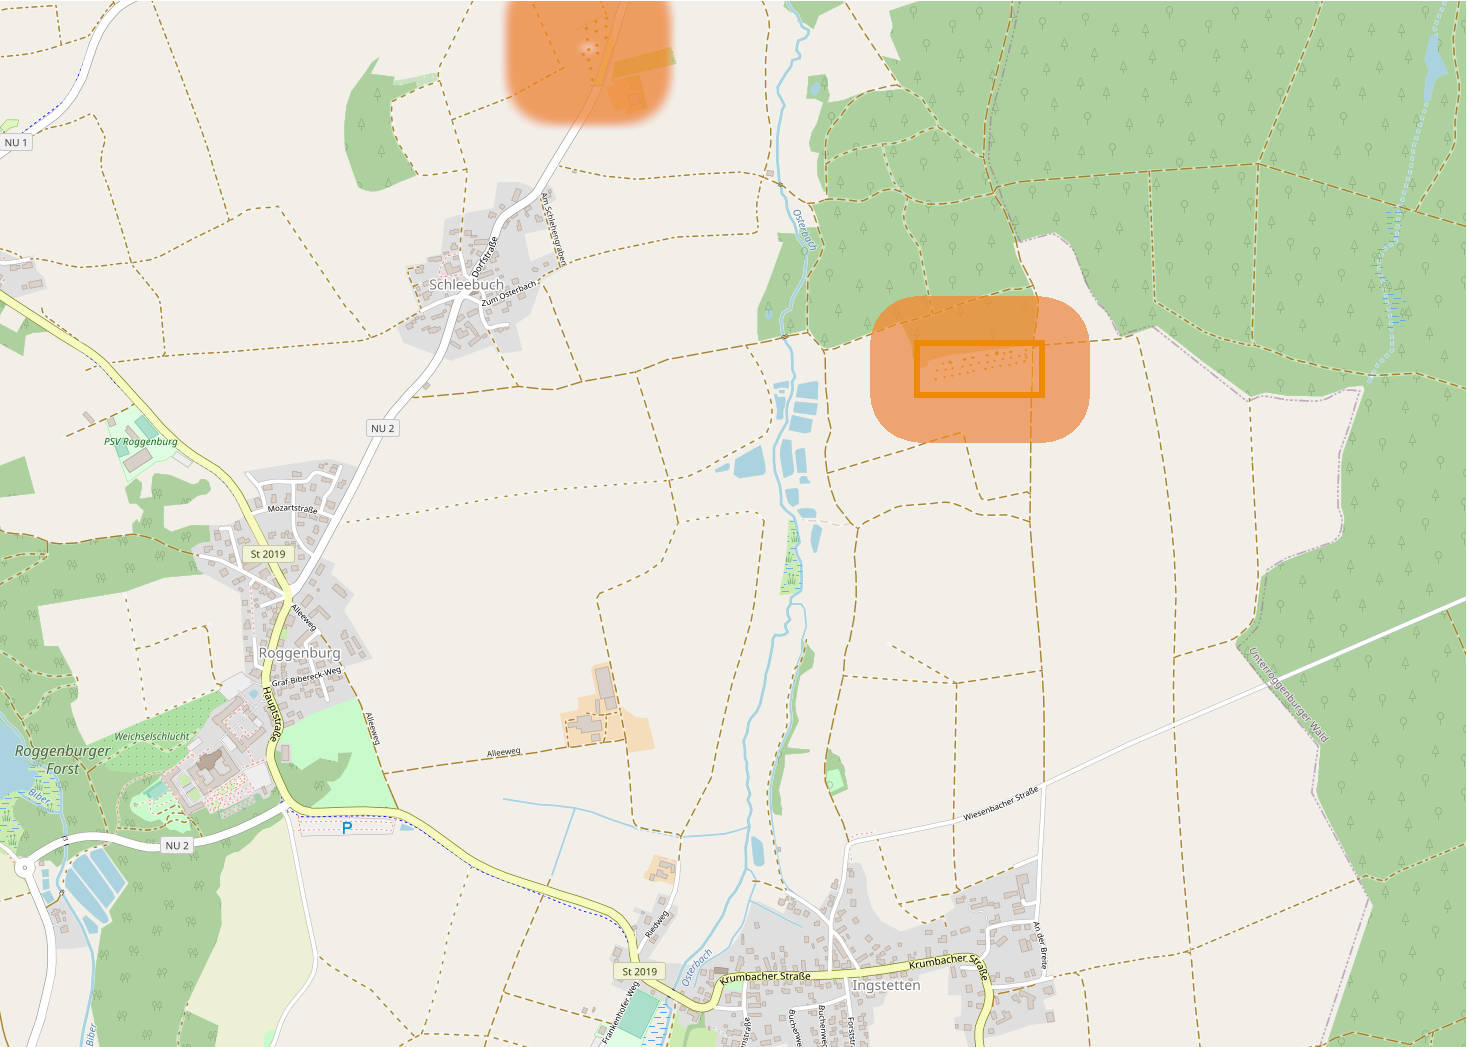 NU 1
Am Schlehengraben
Osterbach
Dorfstraße
Schleebuch
Zum Osterbach
NU 2
PSV Roggenburg
Mozartstraße
St 2019
Alleeweg
Roggenburg
Graf-Bibereck-Weg
Hauptstraße
Alleeweg
Unterroggenburger Wald
Weichselschlucht
Roggenburger
Forst
Alleeweg
Biber
Wiesenbacher Straße
P
NU 2
Riedweg
An der Breite
Osterbach
St 2019
Krumbacher Straße
Krumbacher Straße
Ingstetten
Frankenhofer Weg
Biber